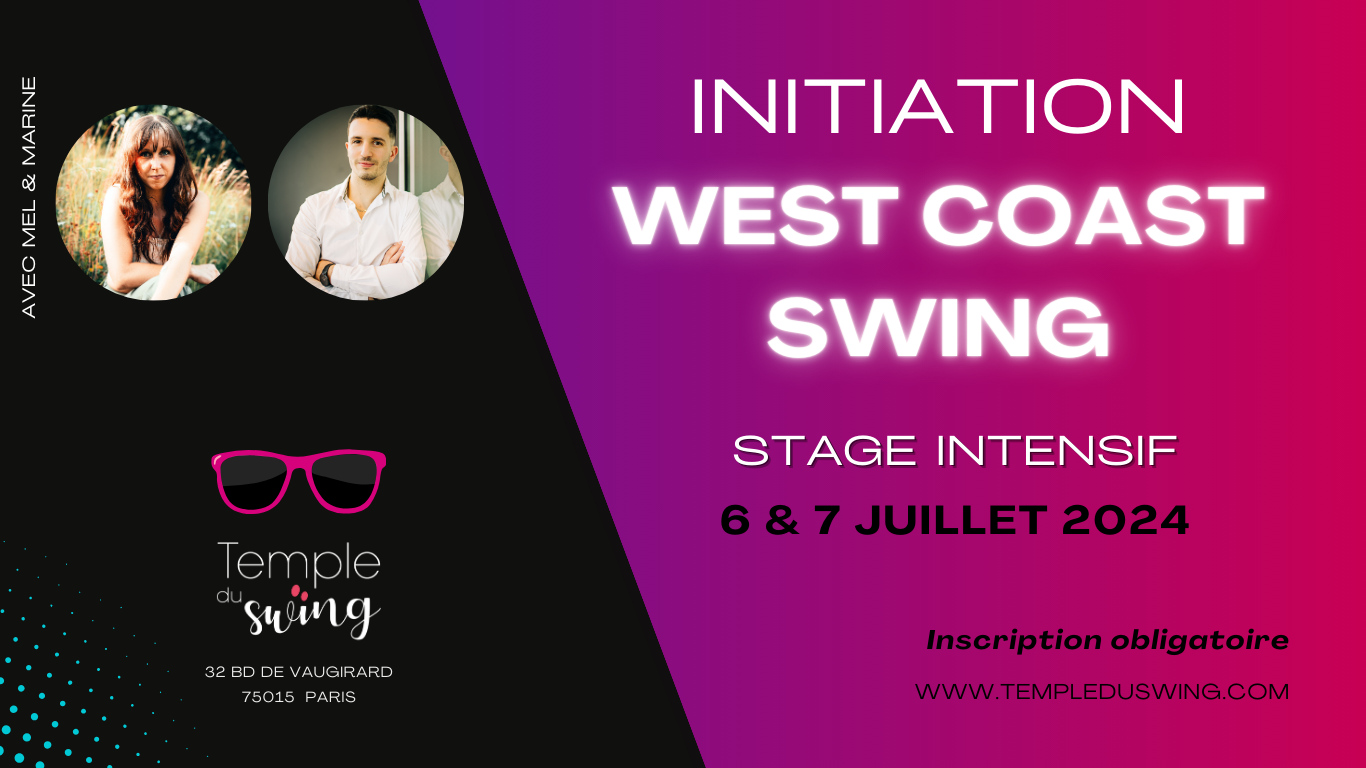 AVEC MEL & MARINE
INITIATION
WEST COAST
SWING
STAGE INTENSIF
6 & 7 JUILLET 2024
Temple
du swing
32 BD DE VAUGIRARD
75015 PARIS
Inscription obligatoire
WWW.TEMPLEDUSWING.COM